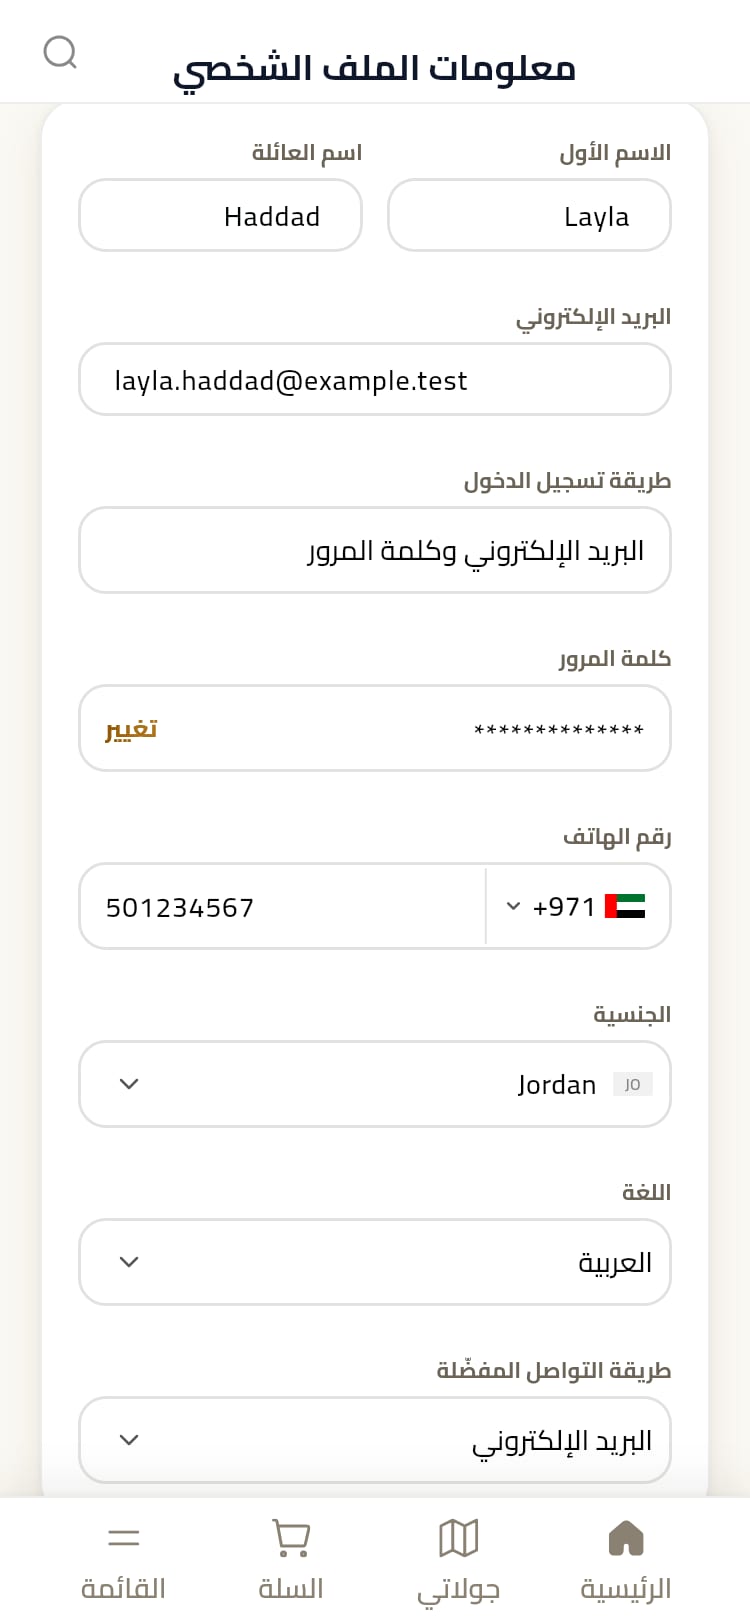 معلومات الملف الشخصي
الاسم الأول
اسم العائلة
Layla
Haddad
البريد الإلكتروني
layla.haddad@example.test
طريقة تسجيل الدخول
البريد الإلكتروني وكلمة المرور
كلمة المرور
**************
تغيير
رقم الهاتف
+971
501234567
الجنسية
JO
Jordan
اللغة
العربية
طريقة التواصل المفضّلة
البريد الإلكتروني
الرئيسية
جولاتي
السلة
القائمة